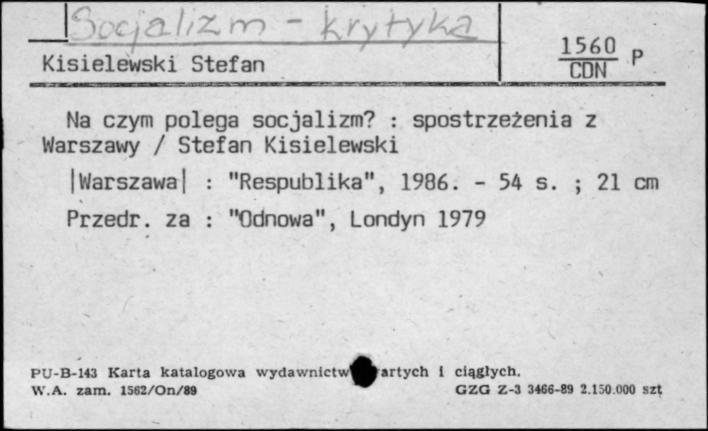 Socjalizm - krytyka
Kisielewski Stefan
1560 P
CDN
Na czym polega socjalizm? : spostrzeżenia z
Warszawy / Stefan Kisielewski
|Warszawa| : "Respublika", 1986. - 54 s. ; 21 cm
Przedr. za : "Odnowa", Londyn 1979
PU-B-143 Karta katalogowa wydawnictw artych i ciągłych.
W.A. zam. 1562/On/89
GZG Z-3 3466-89 2.150.000 szt